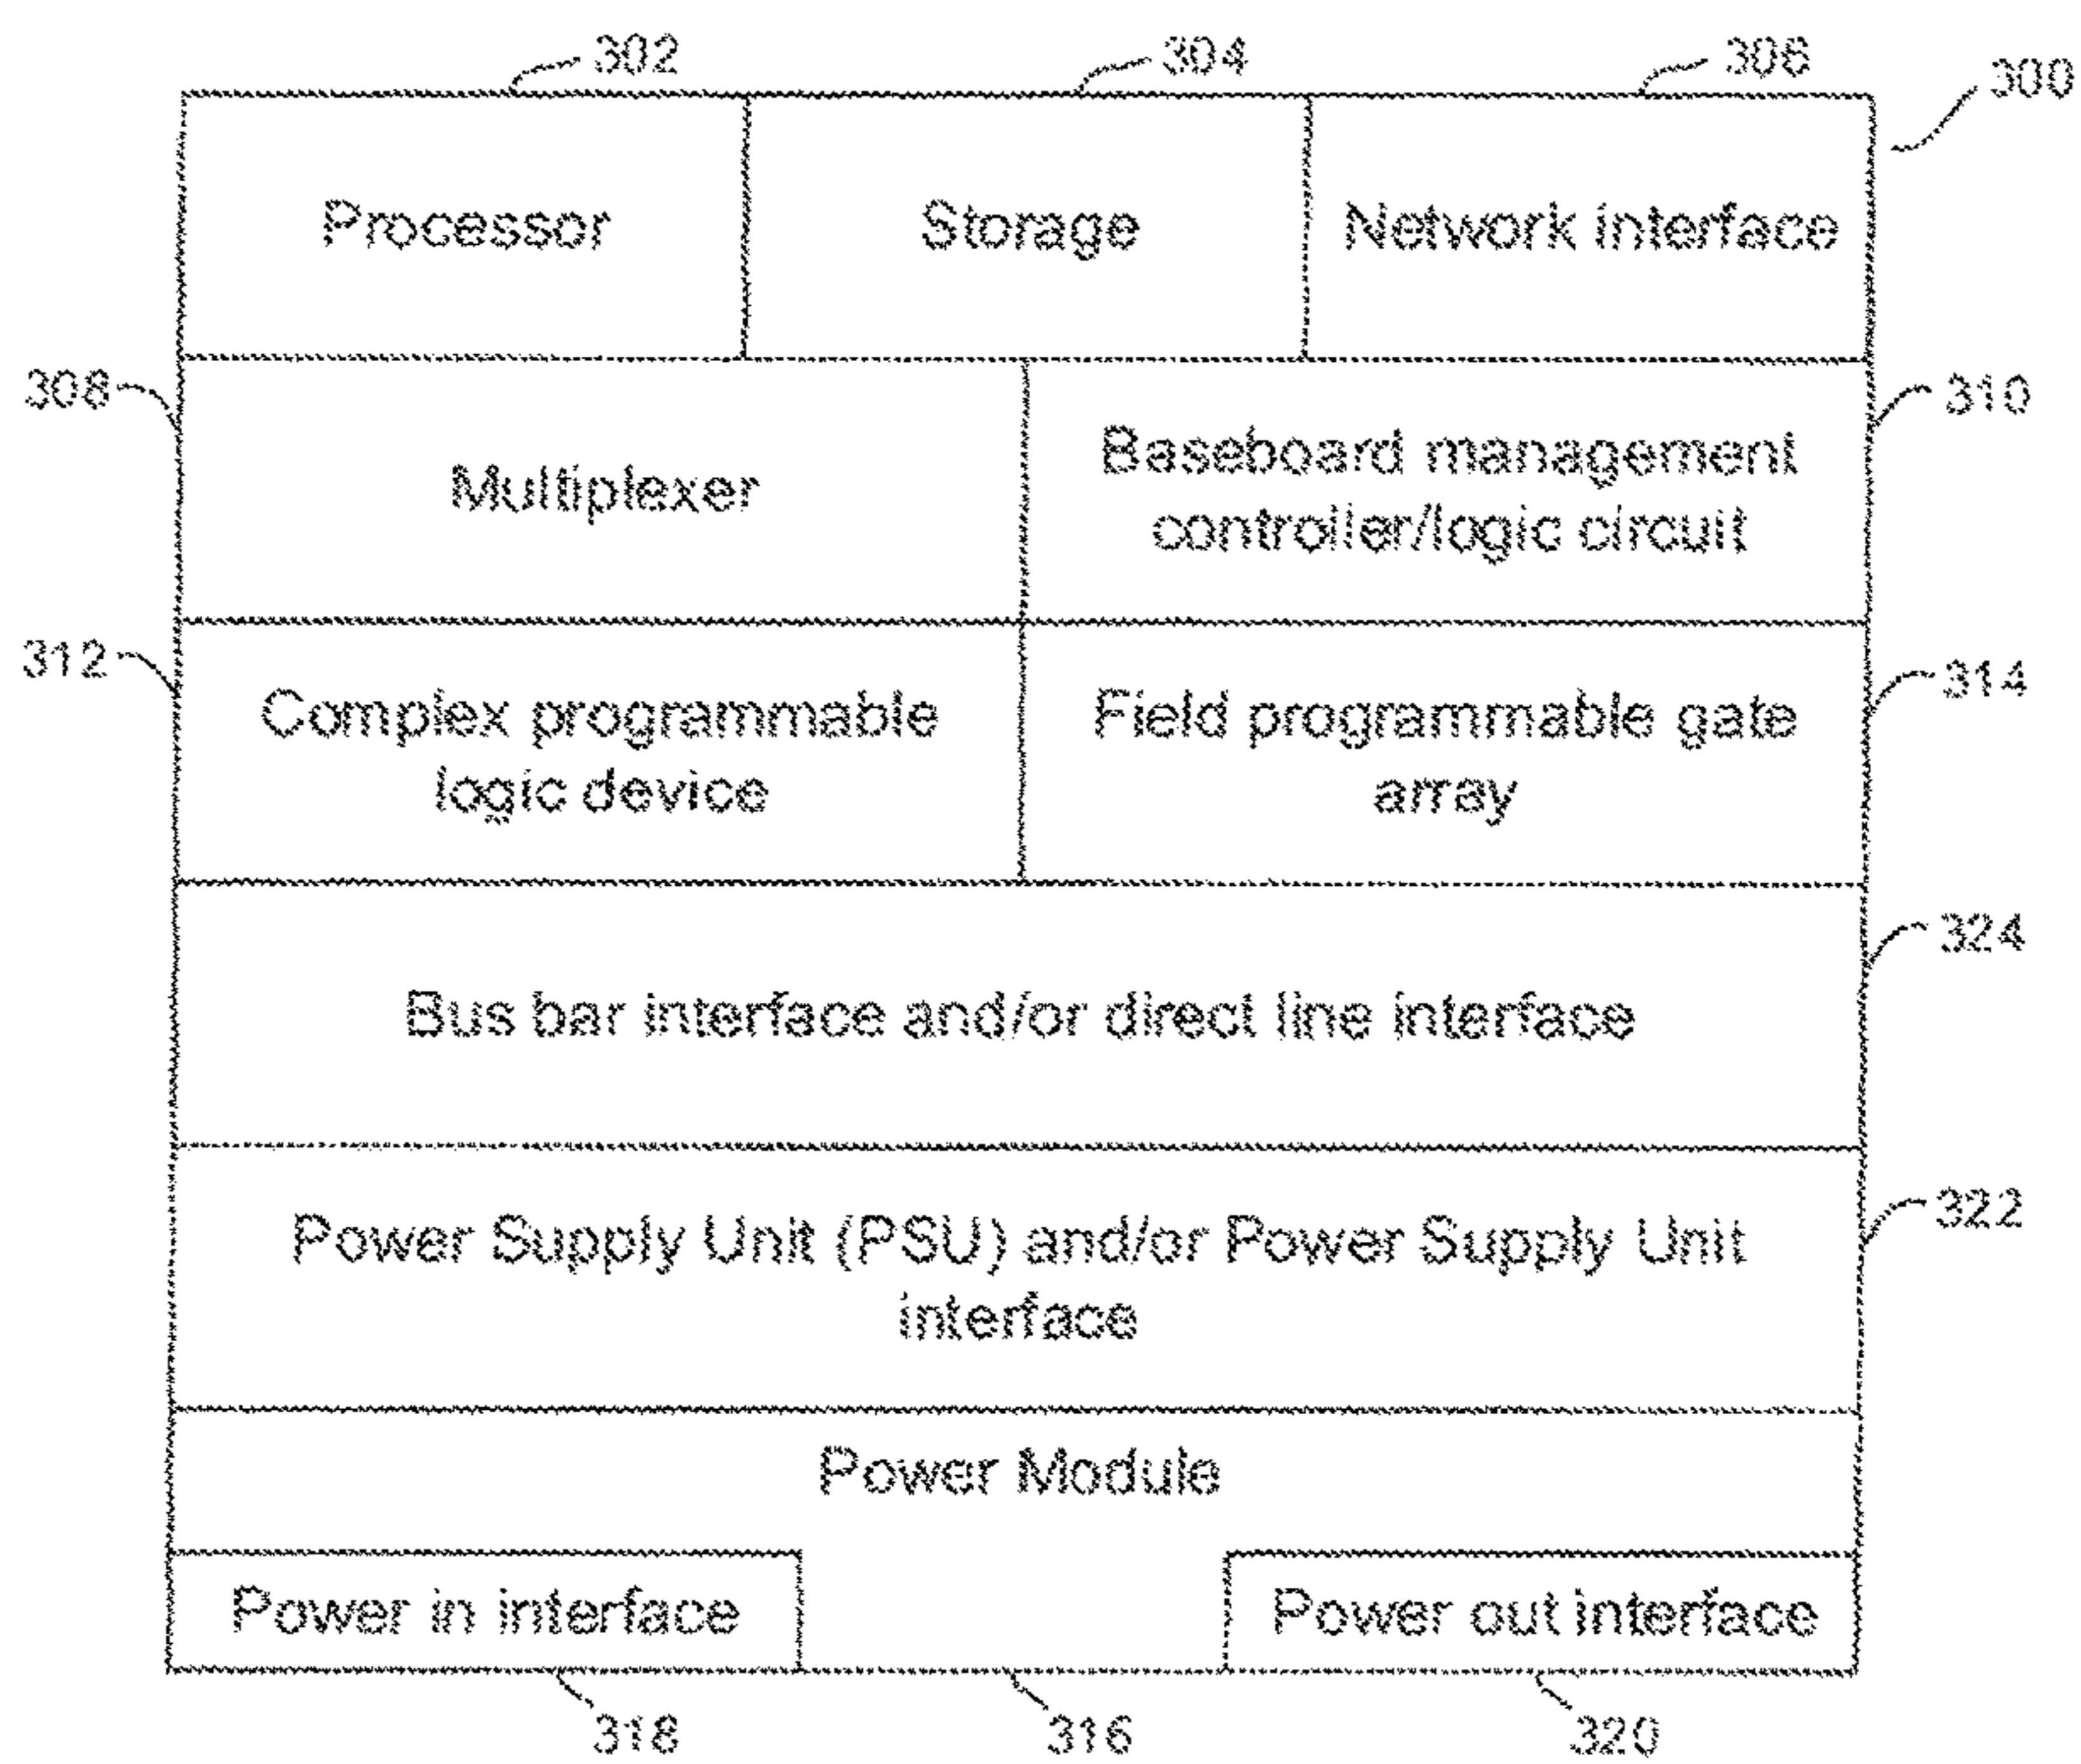 302
304
306
300
Processor
Storage
Network interface
308
310
Multiplexer
Baseboard management
controller/logic circuit
312
314
Complex programmable
logic device
Field programmable gate
array
324
Bus bar interface and/or direct line interface
322
Power Supply Unit (PSU) and/or Power Supply Unit
interface
Power Module
Power in interface
Power out interface
318
316
320